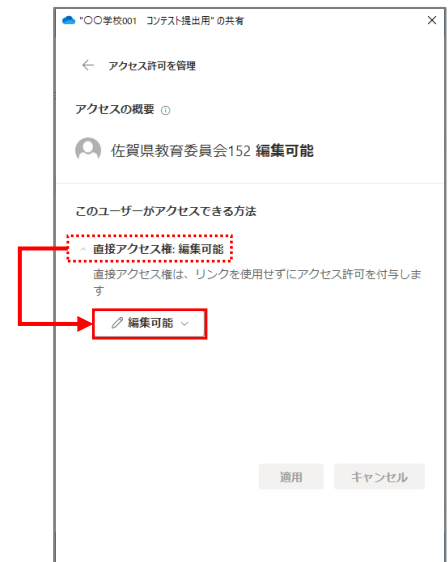 "〇〇学校001　コンテスト提出用" の共有
アクセス許可を管理
アクセスの概要
佐賀県教育委員会152 編集可能
このユーザーがアクセスできる方法
直接アクセス権: 編集可能
直接アクセス権は、リンクを使用せずにアクセス許可を付与しま
す
編集可能
適用 キャンセル